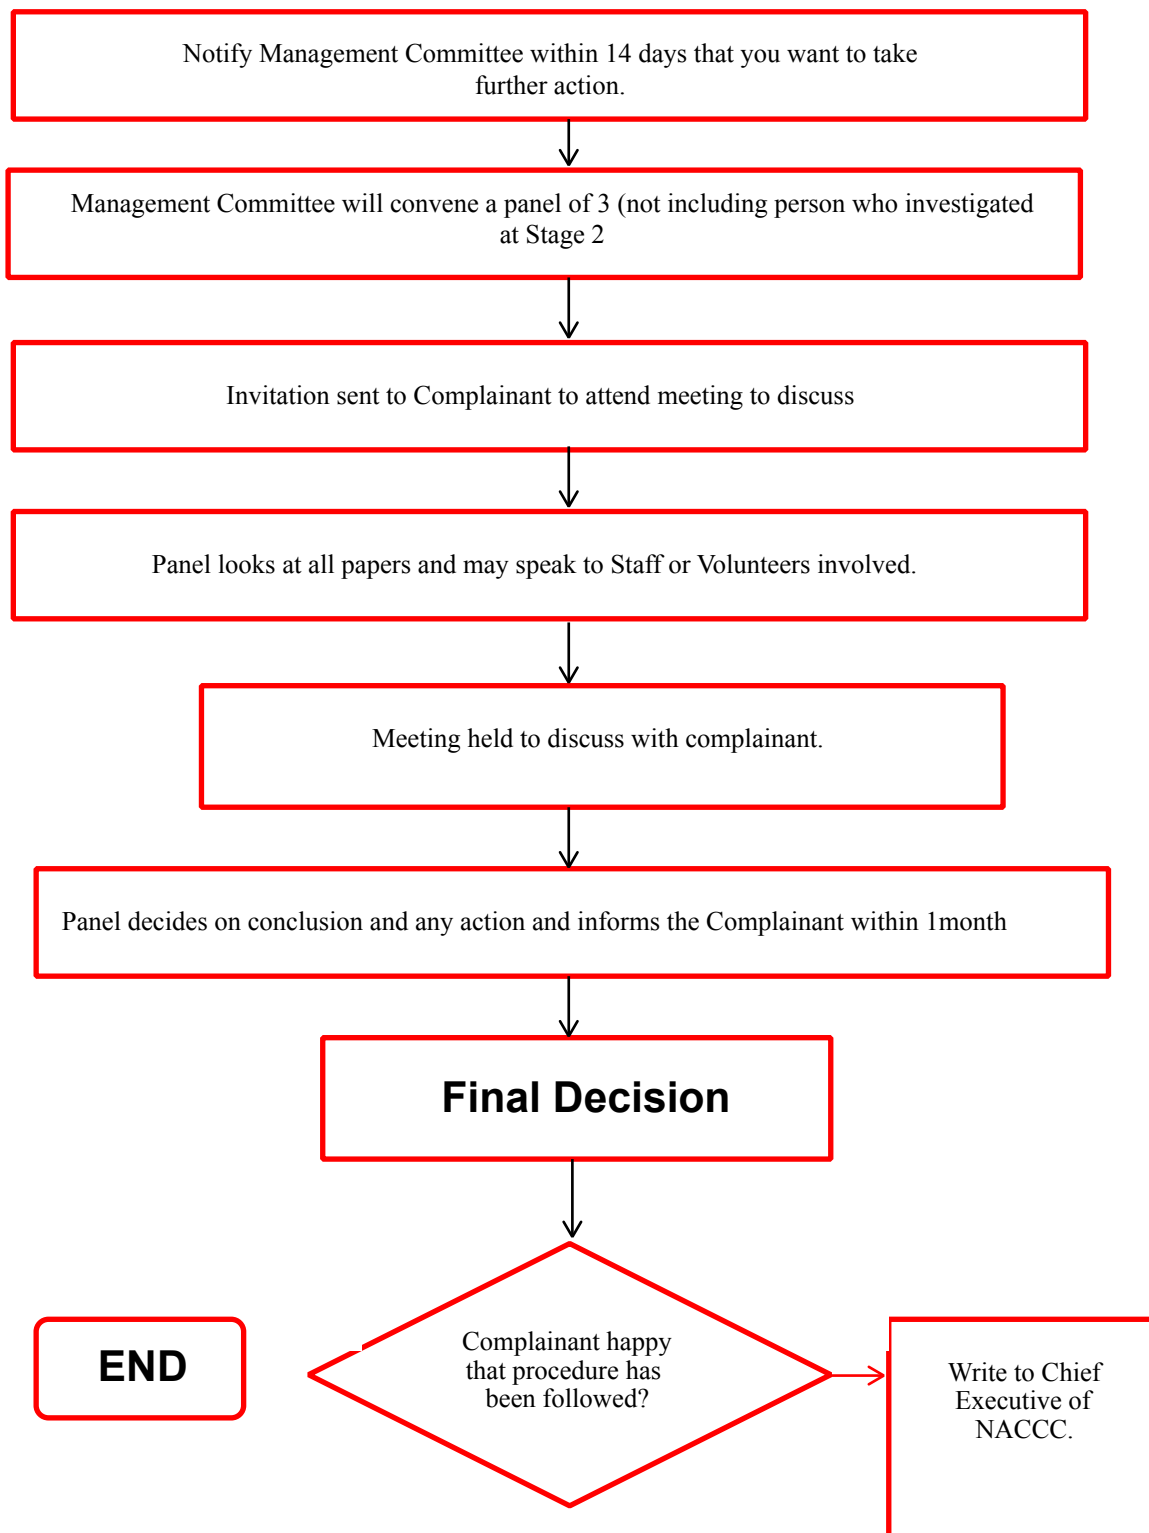 Notify Management Committee within 14 days that you want to take
further action.
Management Committee will convene a panel of 3 (not including person who investigated
at Stage 2
Invitation sent to Complainant to attend meeting to discuss
Panel looks at all papers and may speak to Staff or Volunteers involved.
Meeting held to discuss with complainant.
Panel decides on conclusion and any action and informs the Complainant within 1month
Final Decision
END
Complainant happy
that procedure has
been followed?
Write to Chief
Executive of
NACCC.